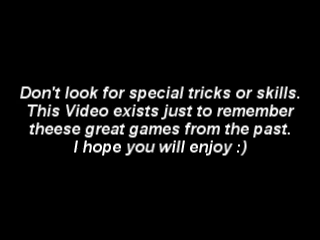 Don't look for special tricks or skills.
This Video exists just to remember
theese great games from the past.
I hope you will enjoy :)